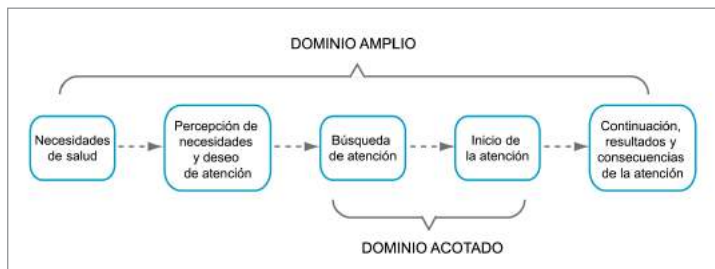 DOMINIO AMPLIO
Necesidades
de salud
Percepción de
necesidades
y deseo
de atención
Búsqueda
de atención
Inicio de
la atención
Continuación,
resultados y
consecuencias
de la atención
DOMINIO ACOTADO